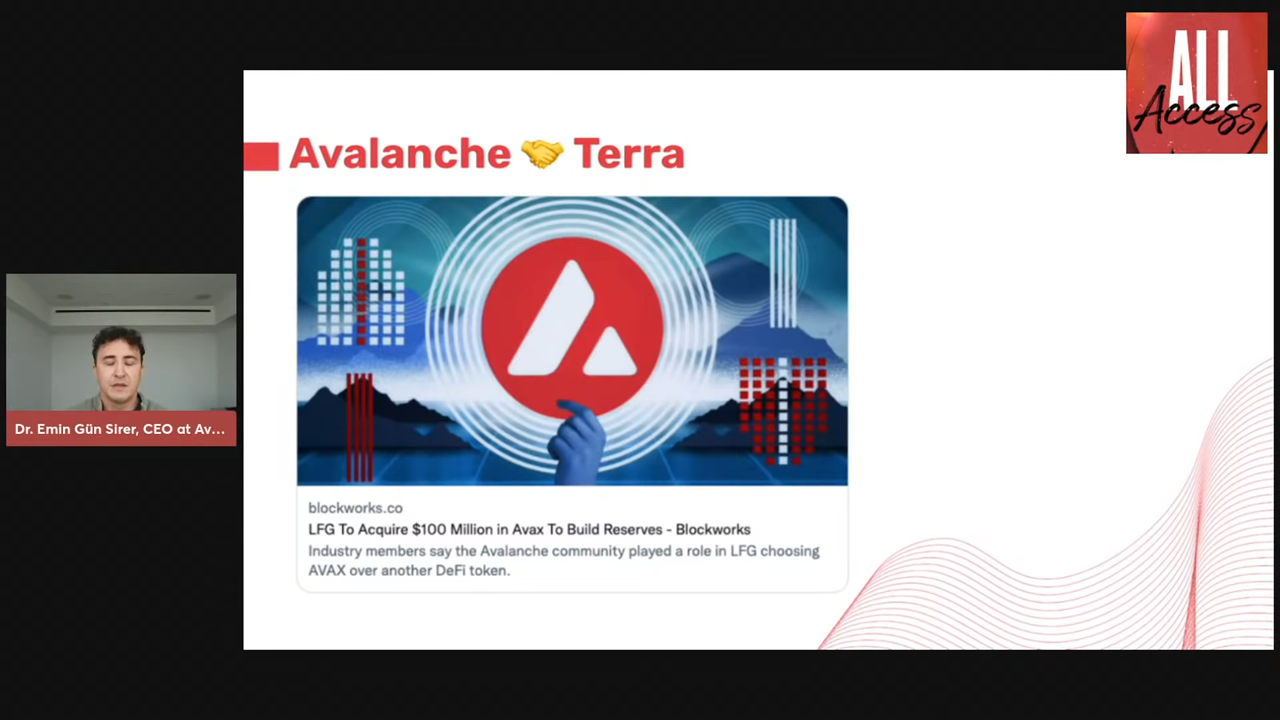 ALL
Access
Avalanche 🤝 Terra
blockworks.co
LFG To Acquire $100 Million in Avax To Build Reserves - Blockworks
Industry members say the Avalanche community played a role in LFG choosing
AVAX over another DeFi token.
Dr. Emin Gün Sirer, CEO at Av...